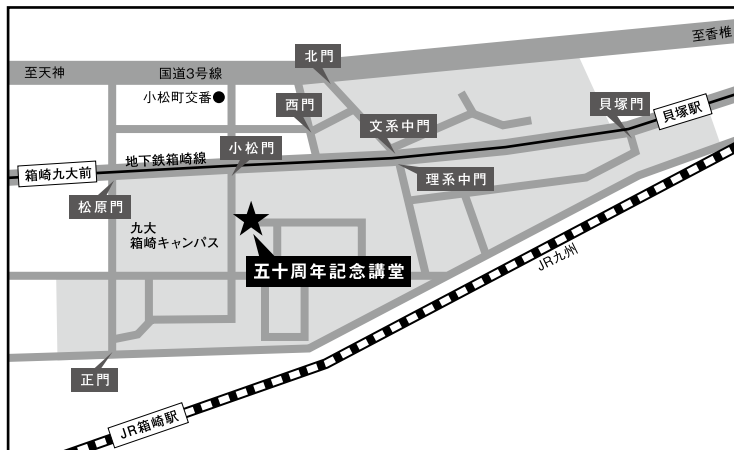 至香椎
北門
至天神
国道3号線
小松町交番●
西門
文系中門
貝塚門
貝塚駅
小松門
地下鉄箱崎線
箱崎九大前
理系中門
松原門
九大
箱崎キャンパス
五十周年記念講堂
JR九州
正門
JR箱崎駅